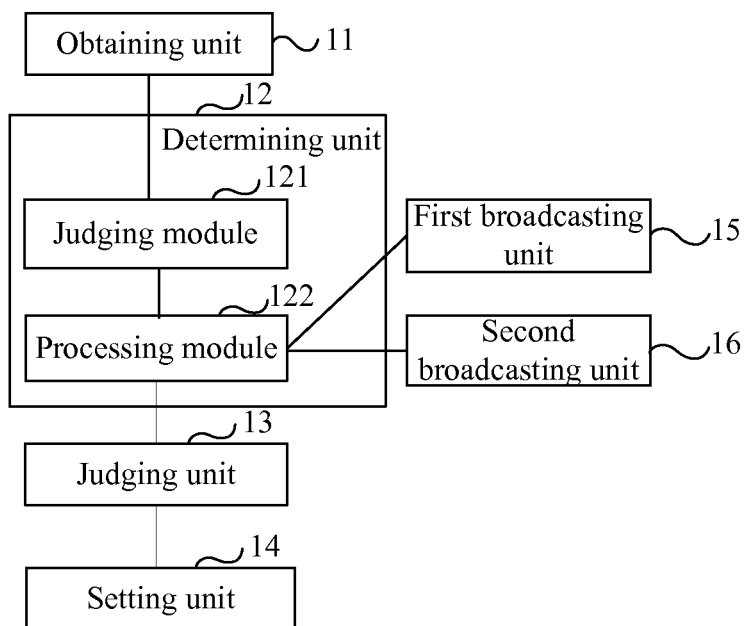 Obtaining unit
11
12
Determining unit
121
Judging module
First broadcasting
unit
15
122
Processing module
Second
broadcasting unit
16
13
Judging unit
14
Setting unit